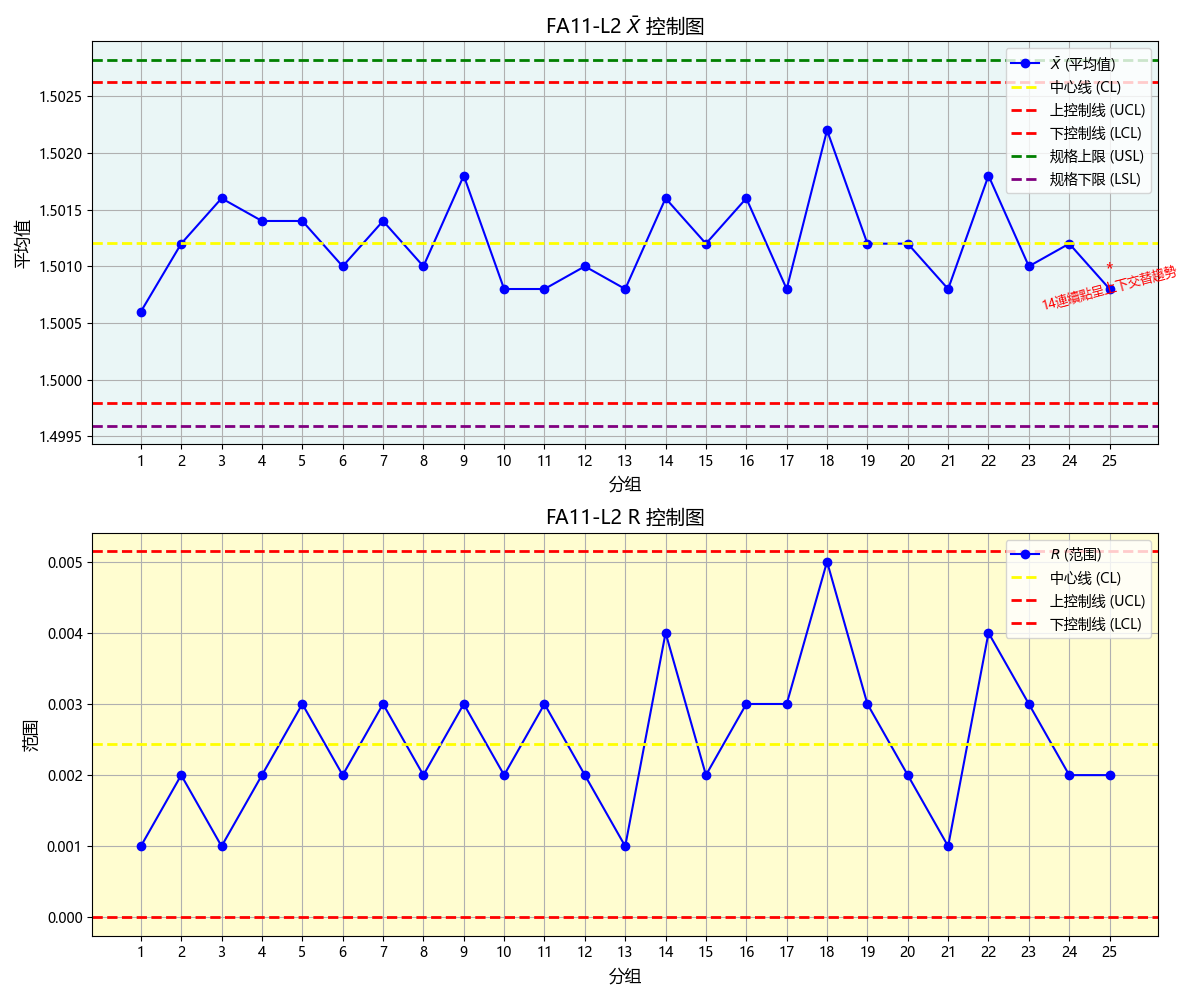 FA11-L2 X̄ 控制图
平均值
1.5025
1.5020
1.5015
1.5010
1.5005
1.5000
1.4995
X̄ (平均值)
中心线 (CL)
上控制线 (UCL)
下控制线 (LCL)
规格上限 (USL)
规格下限 (LSL)
*
14連續點呈上下交替趨勢
1 2 3 4 5 6 7 8 9 10 11 12 13 14 15 16 17 18 19 20 21 22 23 24 25
分组
FA11-L2 R 控制图
范围
0.005
0.004
0.003
0.002
0.001
0.000
R (范围)
中心线 (CL)
上控制线 (UCL)
下控制线 (LCL)
1 2 3 4 5 6 7 8 9 10 11 12 13 14 15 16 17 18 19 20 21 22 23 24 25
分组